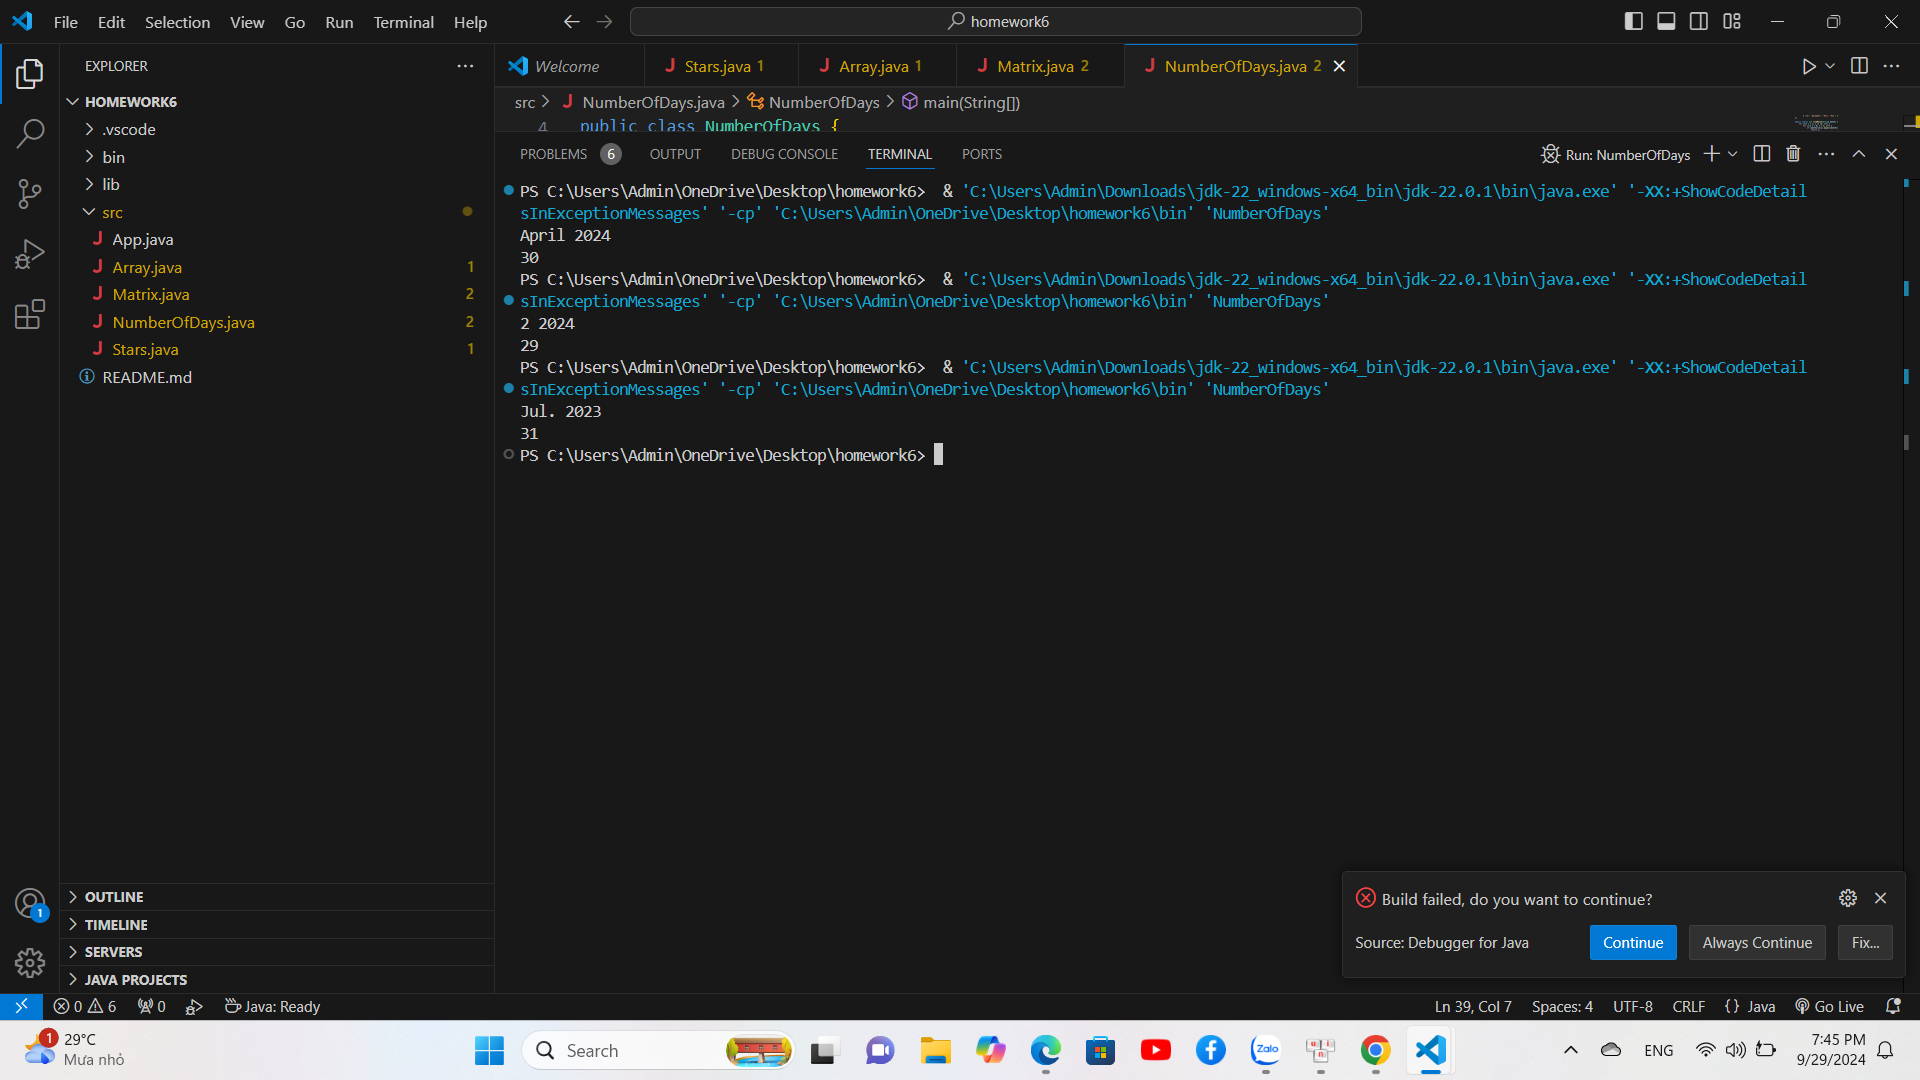 File Edit Selection View Go Run Terminal Help
homework6
EXPLORER
HOMEWORK6
.vscode
bin
lib
src
App.java
Array.java 1
Matrix.java 2
NumberOfDays.java 2
Stars.java 1
README.md
OUTLINE
TIMELINE
SERVERS
JAVA PROJECTS
Welcome Stars.java 1 Array.java 1 Matrix.java 2 NumberOfDays.java 2
src > NumberOfDays.java > NumberOfDays > main(String[])
4 public class NumberOfDays {
PROBLEMS 6 OUTPUT DEBUG CONSOLE TERMINAL PORTS
Run: NumberOfDays
PS C:\Users\Admin\OneDrive\Desktop\homework6>  & 'C:\Users\Admin\Downloads\jdk-22_windows-x64_bin\jdk-22.0.1\bin\java.exe' '-XX:+ShowCodeDetail
sInExceptionMessages' '-cp' 'C:\Users\Admin\OneDrive\Desktop\homework6\bin' 'NumberOfDays'
April 2024
30
PS C:\Users\Admin\OneDrive\Desktop\homework6>  & 'C:\Users\Admin\Downloads\jdk-22_windows-x64_bin\jdk-22.0.1\bin\java.exe' '-XX:+ShowCodeDetail
sInExceptionMessages' '-cp' 'C:\Users\Admin\OneDrive\Desktop\homework6\bin' 'NumberOfDays'
2 2024
29
PS C:\Users\Admin\OneDrive\Desktop\homework6>  & 'C:\Users\Admin\Downloads\jdk-22_windows-x64_bin\jdk-22.0.1\bin\java.exe' '-XX:+ShowCodeDetail
sInExceptionMessages' '-cp' 'C:\Users\Admin\OneDrive\Desktop\homework6\bin' 'NumberOfDays'
Jul. 2023
31
PS C:\Users\Admin\OneDrive\Desktop\homework6>
Build failed, do you want to continue?
Source: Debugger for Java Continue Always Continue Fix...
1
0 6 0 Java: Ready
Ln 39, Col 7 Spaces: 4 UTF-8 CRLF {} Java Go Live
1
29°C
Mưa nhỏ
Search
Zalo
ENG
7:45 PM
9/29/2024